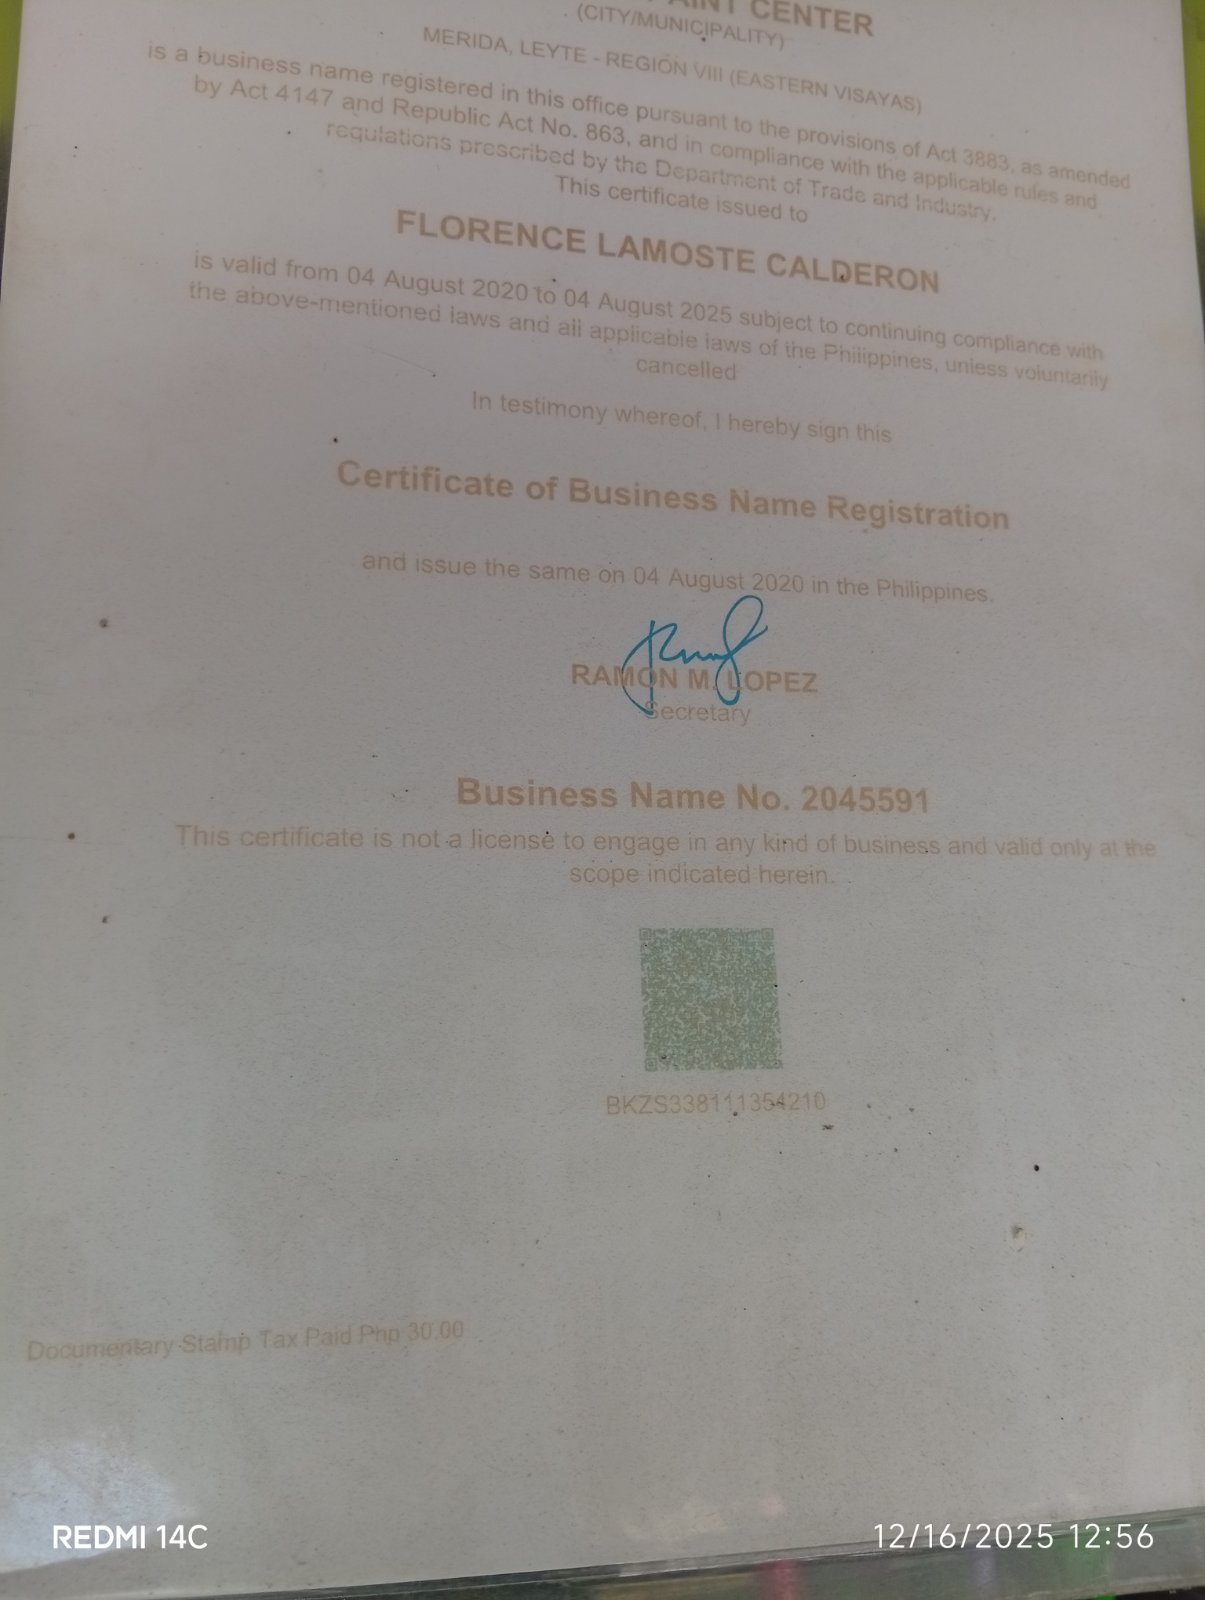 CENTER
(CITY/MUNICIPALITY)
MERIDA, LEYTE - REGION VIII (EASTERN VISAYAS)
is a business name registered in this office pursuant to the provisions of Act 3883, as amended
by Act 4147 and Republic Act No. 863, and in compliance with the applicable rules and
regulations prescribed by the Department of Trade and Industry.
This certificate issued to
FLORENCE LAMOSTE CALDERON
is valid from 04 August 2020 to 04 August 2025 subject to continuing compliance with
the above-mentioned laws and all applicable laws of the Philippines, unless voluntarily
cancelled
In testimony whereof, I hereby sign this
Certificate of Business Name Registration
and issue the same on 04 August 2020 in the Philippines.
RAMON M. LOPEZ
Secretary
Business Name No. 2045591
This certificate is not a license to engage in any kind of business and valid only at the
scope indicated herein.
BKZS338111354210
Documentary Stamp Tax Paid Php 30.00
REDMI 14C
12/16/2025 12:56